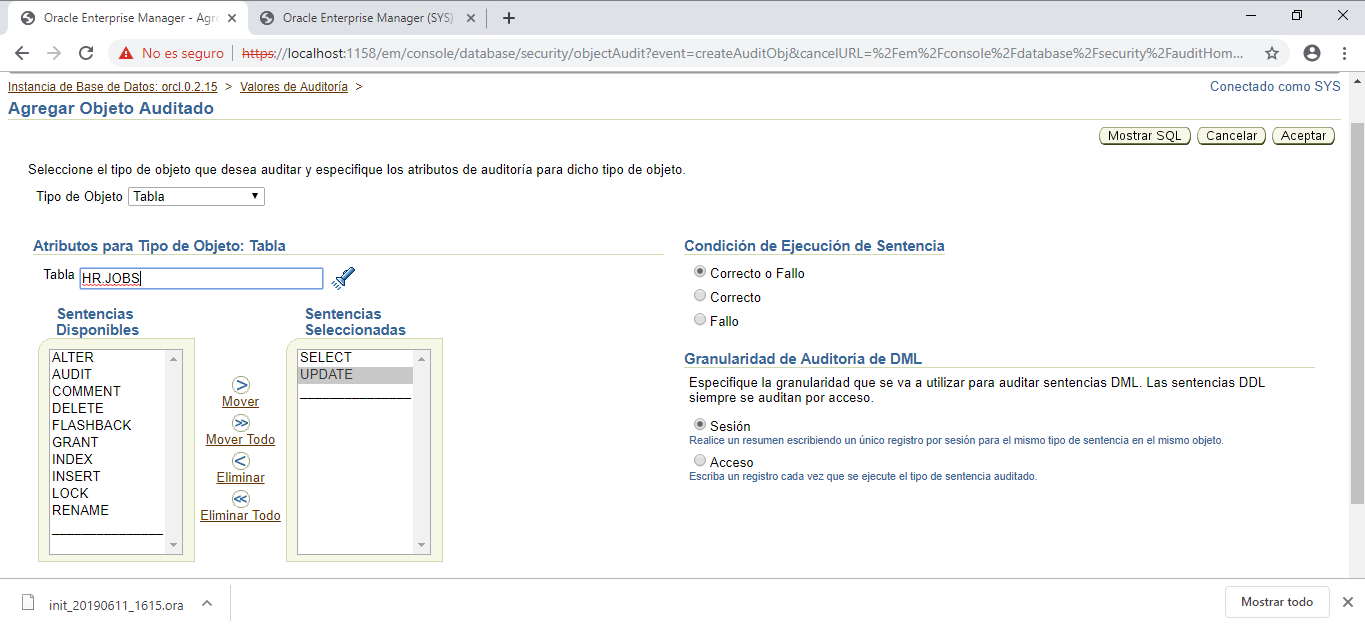 Oracle Enterprise Manager - Agre
Oracle Enterprise Manager (SYS)
No es seguro
https://localhost:1158/em/console/database/security/objectAudit?event=createAuditObj&cancelURL=%2Fem%2Fconsole%2Fdatabase%2Fsecurity%2FauditHom...
Instancia de Base de Datos: orcl.0.2.15 > Valores de Auditoría >
Conectado como SYS
Agregar Objeto Auditado
Mostrar SQL
Cancelar
Aceptar
Seleccione el tipo de objeto que desea auditar y especifique los atributos de auditoría para dicho tipo de objeto.
Tipo de Objeto Tabla
Atributos para Tipo de Objeto: Tabla
Tabla HR.JOBS
Sentencias
Disponibles
ALTER
AUDIT
COMMENT
DELETE
FLASHBACK
GRANT
INDEX
INSERT
LOCK
RENAME
Mover
Mover Todo
Eliminar
Eliminar Todo
Sentencias
Seleccionadas
SELECT
UPDATE
Condición de Ejecución de Sentencia
Correcto o Fallo
Correcto
Fallo
Granularidad de Auditoría de DML
Especifique la granularidad que se va a utilizar para auditar sentencias DML. Las sentencias DDL
siempre se auditan por acceso.
Sesión
Realice un resumen escribiendo un único registro por sesión para el mismo tipo de sentencia en el mismo objeto.
Acceso
Escriba un registro cada vez que se ejecute el tipo de sentencia auditado.
init_20190611_1615.ora
Mostrar todo